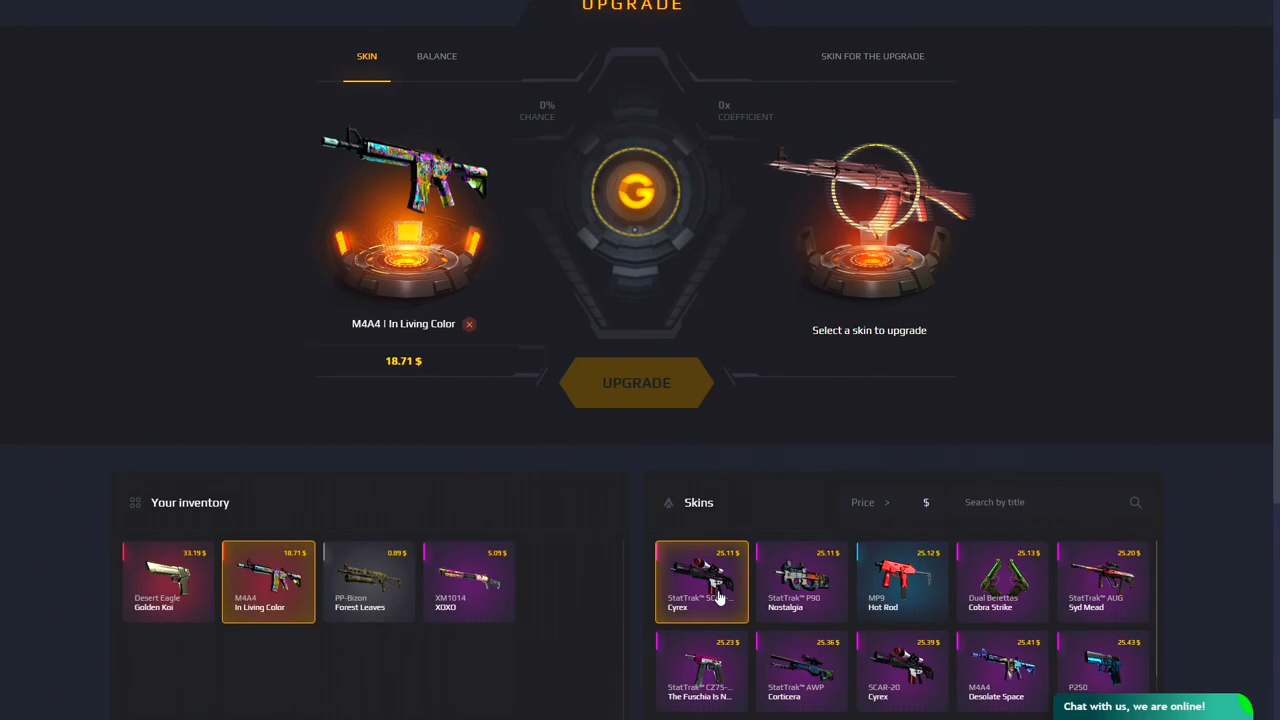 UPGRADE
SKIN
BALANCE
SKIN FOR THE UPGRADE
0%
CHANCE
0x
COEFFICIENT
G
M4A4 | In Living Color
Select a skin to upgrade
18.71 $
UPGRADE
Your inventory
Skins
Price >
$
Search by title
33.19 $
Desert Eagle
Golden Koi
18.71 $
M4A4
In Living Color
0.89 $
PP-Bizon
Forest Leaves
5.09 $
XM1014
XOXO
25.11 $
StatTrak™
Cyrex
25.11 $
StatTrak™ P90
Nostalgia
25.12 $
MP9
Hot Rod
25.13 $
Dual Berettas
Cobra Strike
25.20 $
StatTrak™ AUG
Syd Mead
25.23 $
StatTrak™ CZ75-...
The Fuschia Is N...
25.36 $
StatTrak™ AWP
Corticera
25.39 $
SCAR-20
Cyrex
25.41 $
M4A4
Desolate Space
25.43 $
P250
Chat with us, we are online!